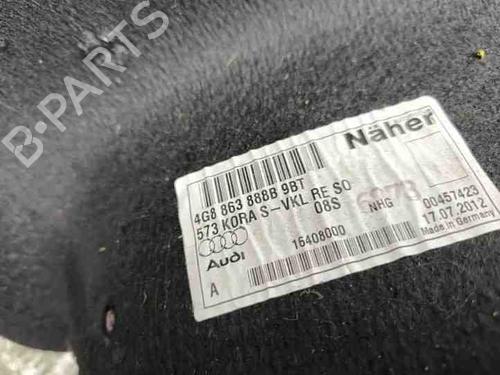 B-PARTS
Näher
4G8 863 888B 9BT
573 KORA S-VKL RE SO
08S
NHG
00457423
17.07.2012
Made in Germany
15408000
Audi
A